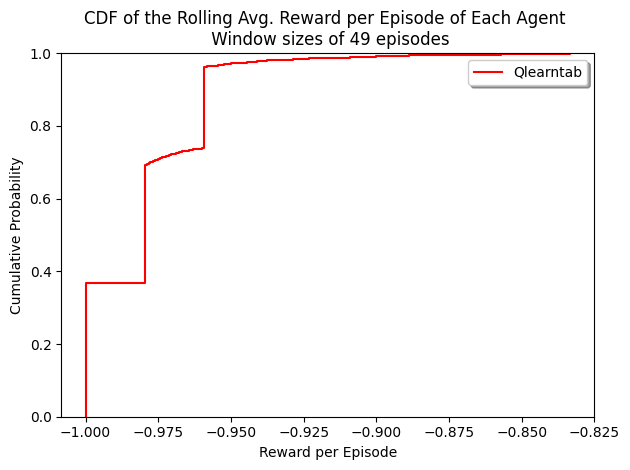 CDF of the Rolling Avg. Reward per Episode of Each Agent
Window sizes of 49 episodes
Qlearntab
Cumulative Probability
1.0
0.8
0.6
0.4
0.2
0.0
−1.000 −0.975 −0.950 −0.925 −0.900 −0.875 −0.850 −0.825
Reward per Episode